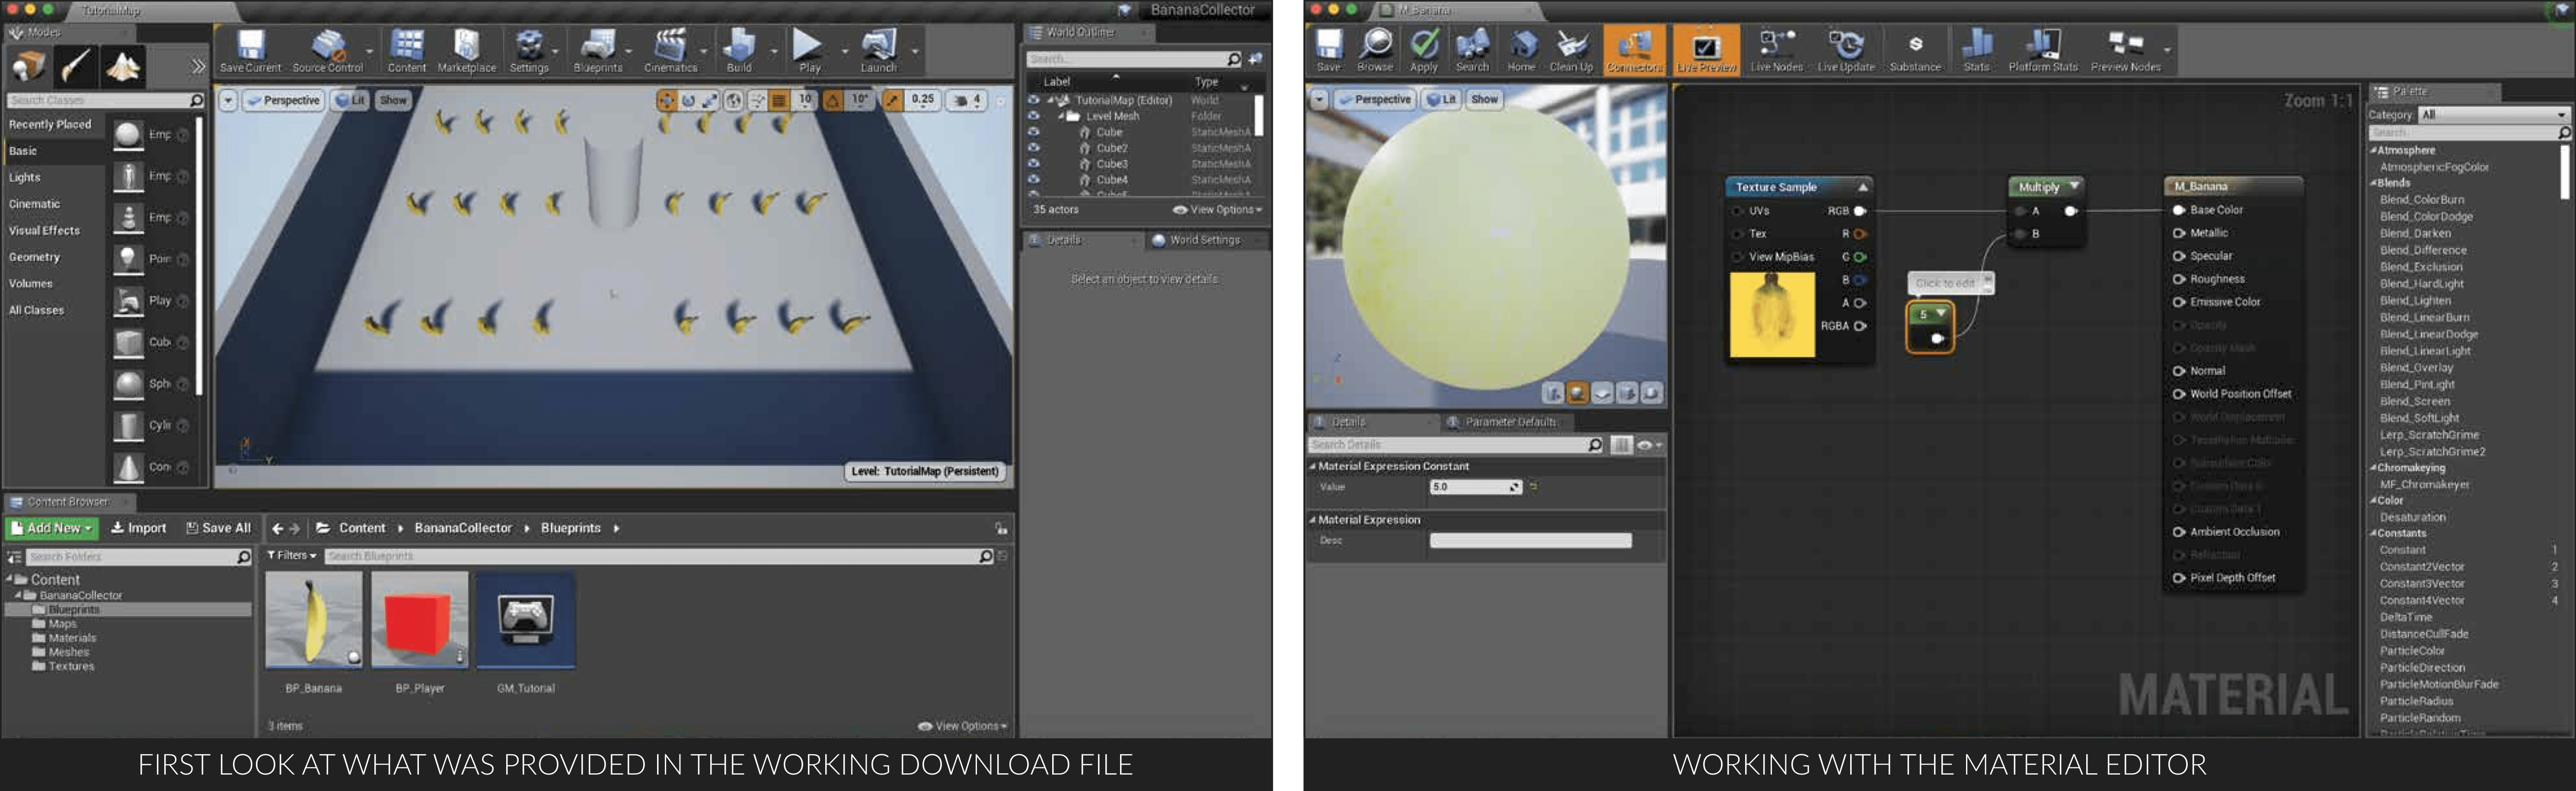 TutorialMap
BananaCollector
Modes
Search Classes
Recently Placed
Basic
Lights
Cinematic
Visual Effects
Geometry
Volumes
All Classes
Emp
Emp
Emp
Poin
Play
Cub
Sph
Cylin
Con
Save Current
Source Control
Content
Marketplace
Settings
Blueprints
Cinematics
Build
Play
Launch
Perspective
Lit
Show
10
10°
0.25
4
Level: TutorialMap (Persistent)
World Outliner
Search...
Label Type
TutorialMap (Editor) World
Level Mesh Folder
Cube StaticMeshA
Cube2 StaticMeshA
Cube3 StaticMeshA
Cube4 StaticMeshA
35 actors View Options
Details World Settings
Select an object to view details.
Content Browser
Add New Import Save All Content BananaCollector Blueprints
Search Folders
Filters Search Blueprints
Content
BananaCollector
Blueprints
Maps
Materials
Meshes
Textures
BP_Banana
BP_Player
GM_Tutorial
3 items View Options
FIRST LOOK AT WHAT WAS PROVIDED IN THE WORKING DOWNLOAD FILE
M_Banana
Save
Browse
Apply
Search
Home
Clean Up
Connectors
Live Preview
Live Nodes
Live Update
Substance
Stats
Platform Stats
Preview Nodes
Perspective
Lit
Show
Details
Parameter Defaults
Search Details
Material Expression Constant
Value 5.0
Material Expression
Desc
Zoom 1:1
Texture Sample
UVs RGB
Tex R
View MipBias G
B
A
RGBA
Click to edit
5
Multiply
A
B
M_Banana
Base Color
Metallic
Specular
Roughness
Emissive Color
Opacity
Opacity Mask
Normal
World Position Offset
World Displacement
Tessellation Multiplier
Subsurface Color
Custom Data 0
Custom Data 1
Ambient Occlusion
Refraction
Pixel Depth Offset
MATERIAL
Palette
Category: All
Search
Atmosphere
AtmosphericFogColor
Blends
Blend_ColorBurn
Blend_ColorDodge
Blend_Darken
Blend_Difference
Blend_Exclusion
Blend_HardLight
Blend_Lighten
Blend_LinearBurn
Blend_LinearDodge
Blend_LinearLight
Blend_Overlay
Blend_PinLight
Blend_Screen
Blend_SoftLight
Lerp_ScratchGrime
Lerp_ScratchGrime2
Chromakeying
MF_Chromakeyer
Color
Desaturation
Constants
Constant 1
Constant2Vector 2
Constant3Vector 3
Constant4Vector 4
DeltaTime
DistanceCullFade
ParticleColor
ParticleDirection
ParticleMotionBlurFade
ParticleRadius
ParticleRandom
WORKING WITH THE MATERIAL EDITOR